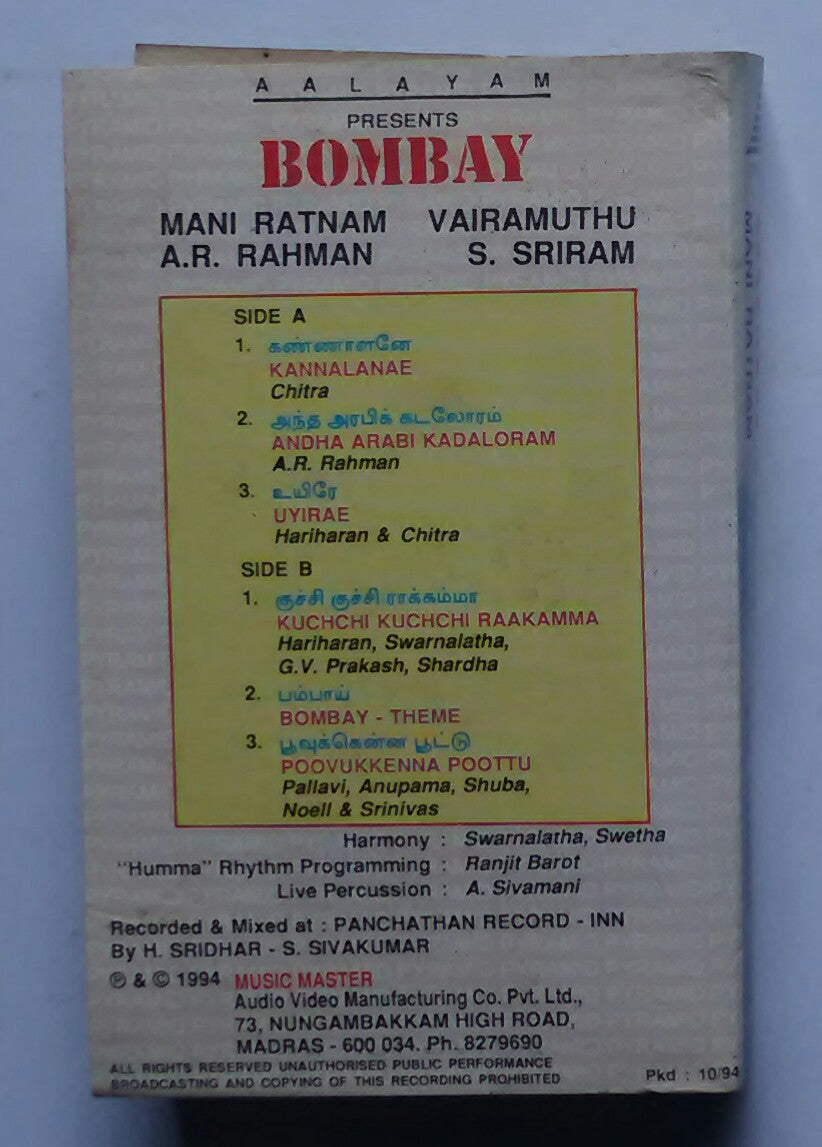 AALAYAM
PRESENTS
BOMBAY
MANI RATNAM VAIRAMUTHU
A.R. RAHMAN S. SRIRAM
SIDE A
1. கண்ணாளனே
KANNALANAE
Chitra
2. அந்த அரபிக் கடலோரம்
ANDHA ARABI KADALORAM
A.R. Rahman
3. உயிரே
UYIRAE
Hariharan & Chitra
SIDE B
1. குச்சி குச்சி ராக்கம்மா
KUCHCHI KUCHCHI RAAKAMMA
Hariharan, Swarnalatha,
G.V. Prakash, Shardha
2. பம்பாய்
BOMBAY - THEME
3. பூவுக்கென்ன பூட்டு
POOVUKKENNA POOTTU
Pallavi, Anupama, Shuba,
Noell & Srinivas
Harmony : Swarnalatha, Swetha
"Humma" Rhythm Programming : Ranjit Barot
Live Percussion : A. Sivamani
Recorded & Mixed at : PANCHATHAN RECORD - INN
By H. SRIDHAR - S. SIVAKUMAR
℗ & © 1994 MUSIC MASTER
Audio Video Manufacturing Co. Pvt. Ltd.,
73, NUNGAMBAKKAM HIGH ROAD,
MADRAS - 600 034. Ph. 8279690
ALL RIGHTS RESERVED UNAUTHORISED PUBLIC PERFORMANCE
BROADCASTING AND COPYING OF THIS RECORDING PROHIBITED
Pkd : 10/94
MANI RATNAM